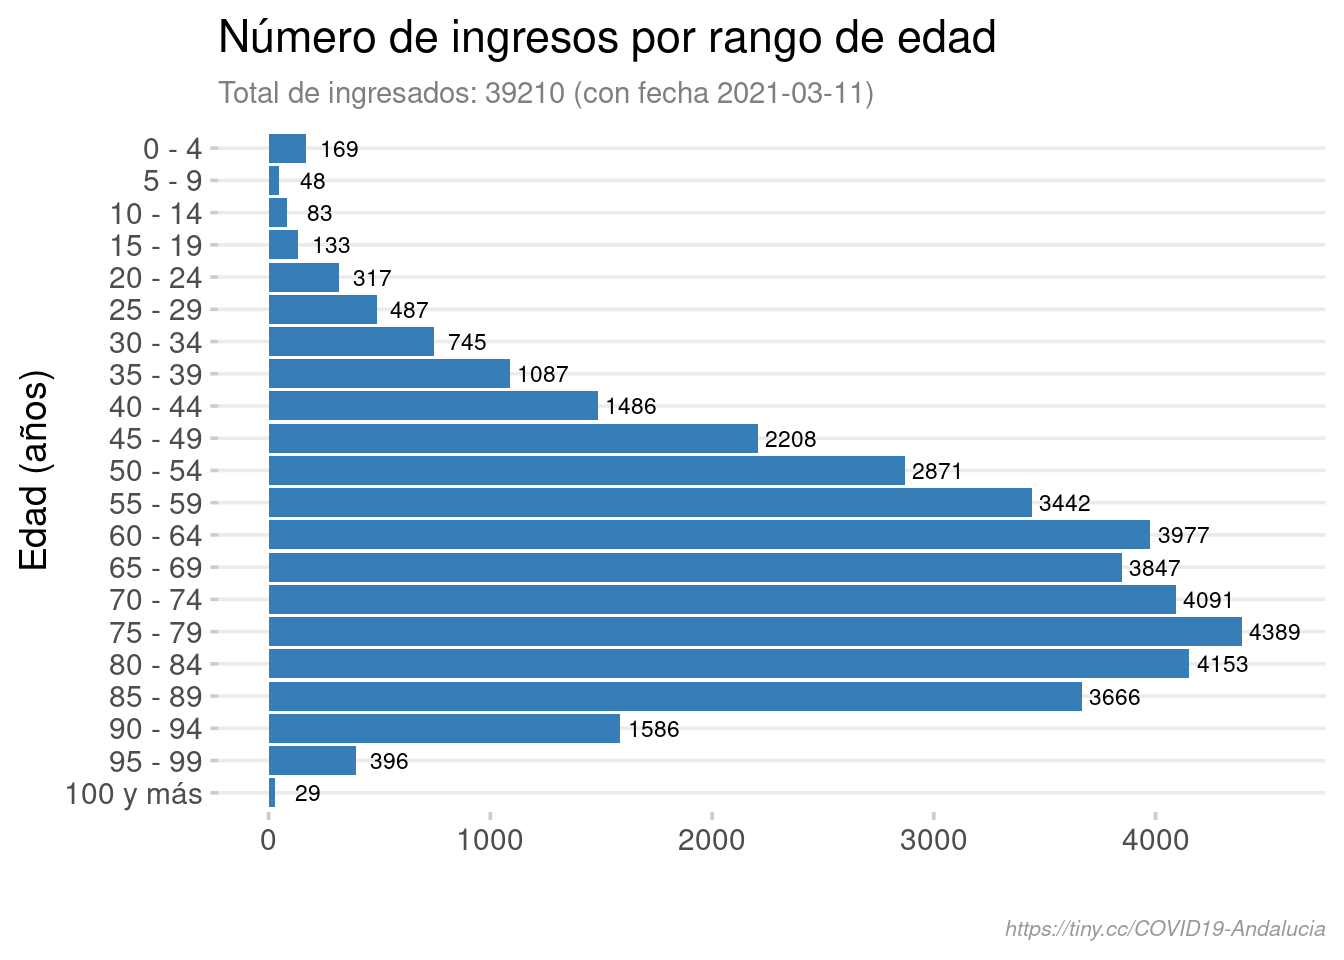 Número de ingresos por rango de edad
Total de ingresados: 39210 (con fecha 2021-03-11)
Edad (años)
0 - 4 169
5 - 9 48
10 - 14 83
15 - 19 133
20 - 24 317
25 - 29 487
30 - 34 745
35 - 39 1087
40 - 44 1486
45 - 49 2208
50 - 54 2871
55 - 59 3442
60 - 64 3977
65 - 69 3847
70 - 74 4091
75 - 79 4389
80 - 84 4153
85 - 89 3666
90 - 94 1586
95 - 99 396
100 y más 29
0 1000 2000 3000 4000
https://tiny.cc/COVID19-Andalucia